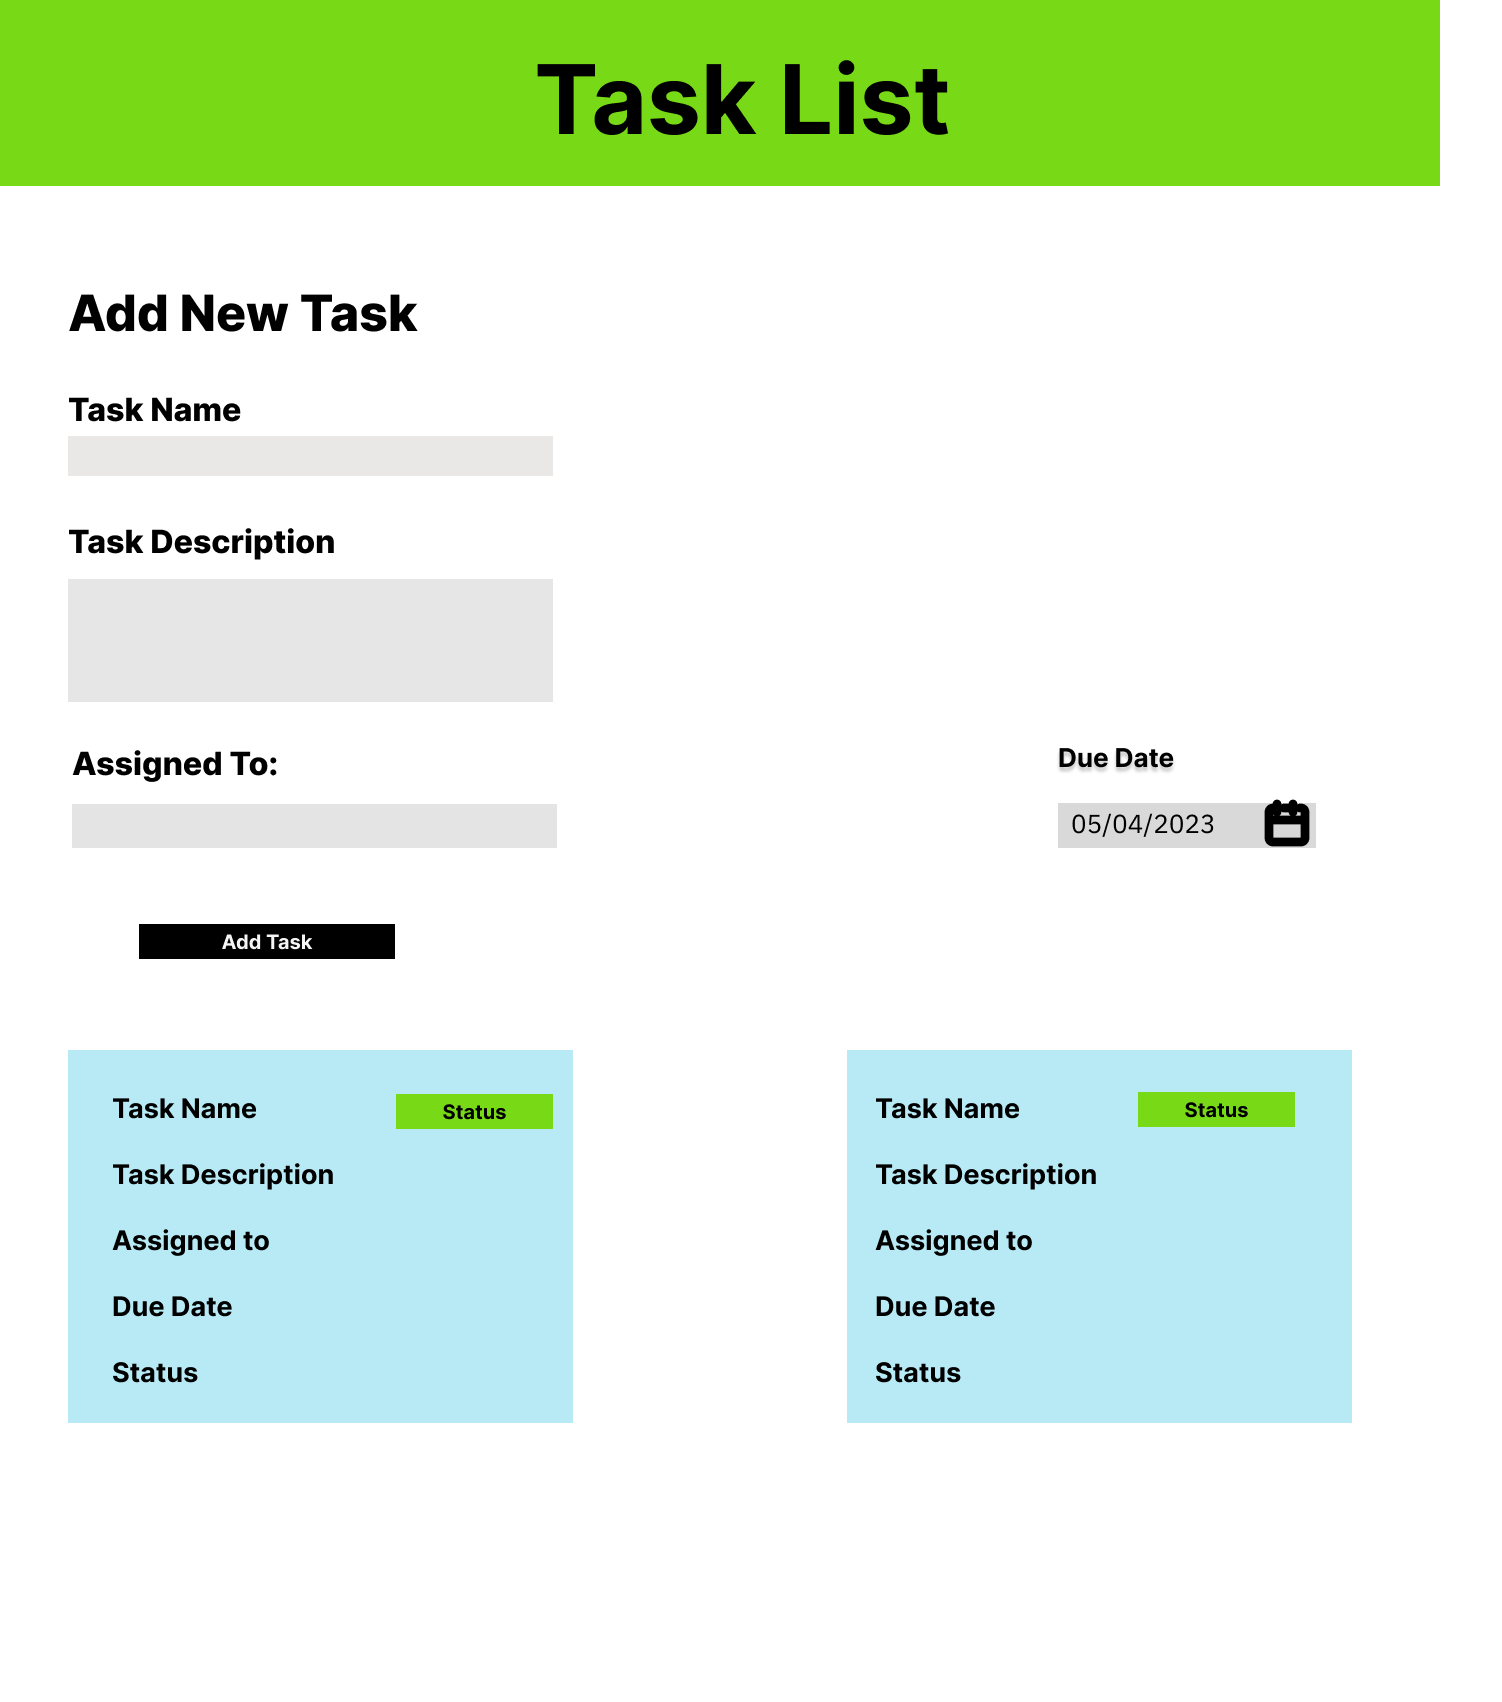 Task List
Add New Task
Task Name
Task Description
Assigned To:
Due Date
05/04/2023
Add Task
Task Name
Status
Task Description
Assigned to
Due Date
Status
Task Name
Status
Task Description
Assigned to
Due Date
Status